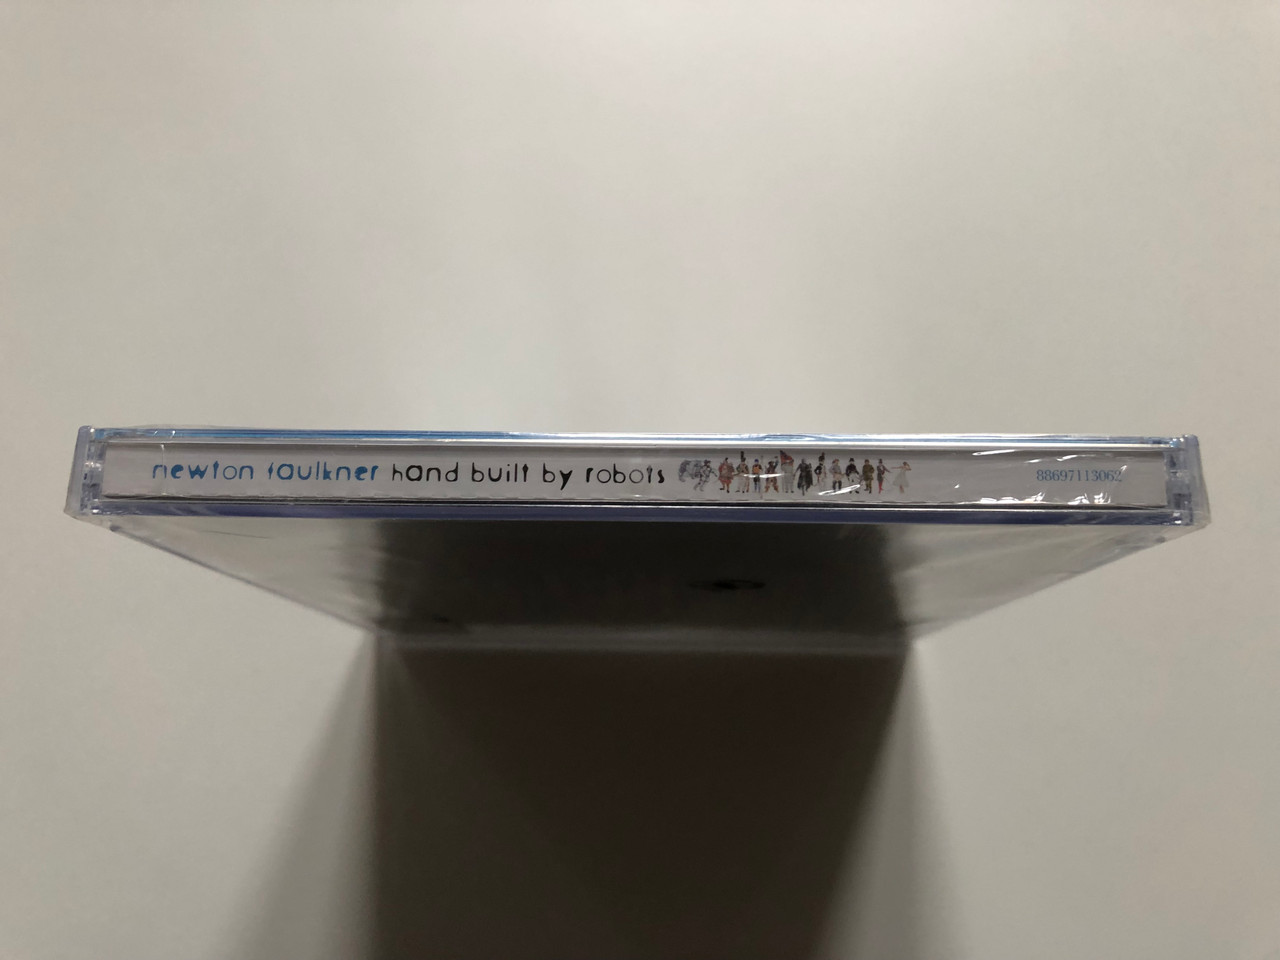 newton faulkner hand built by robots 88697113062